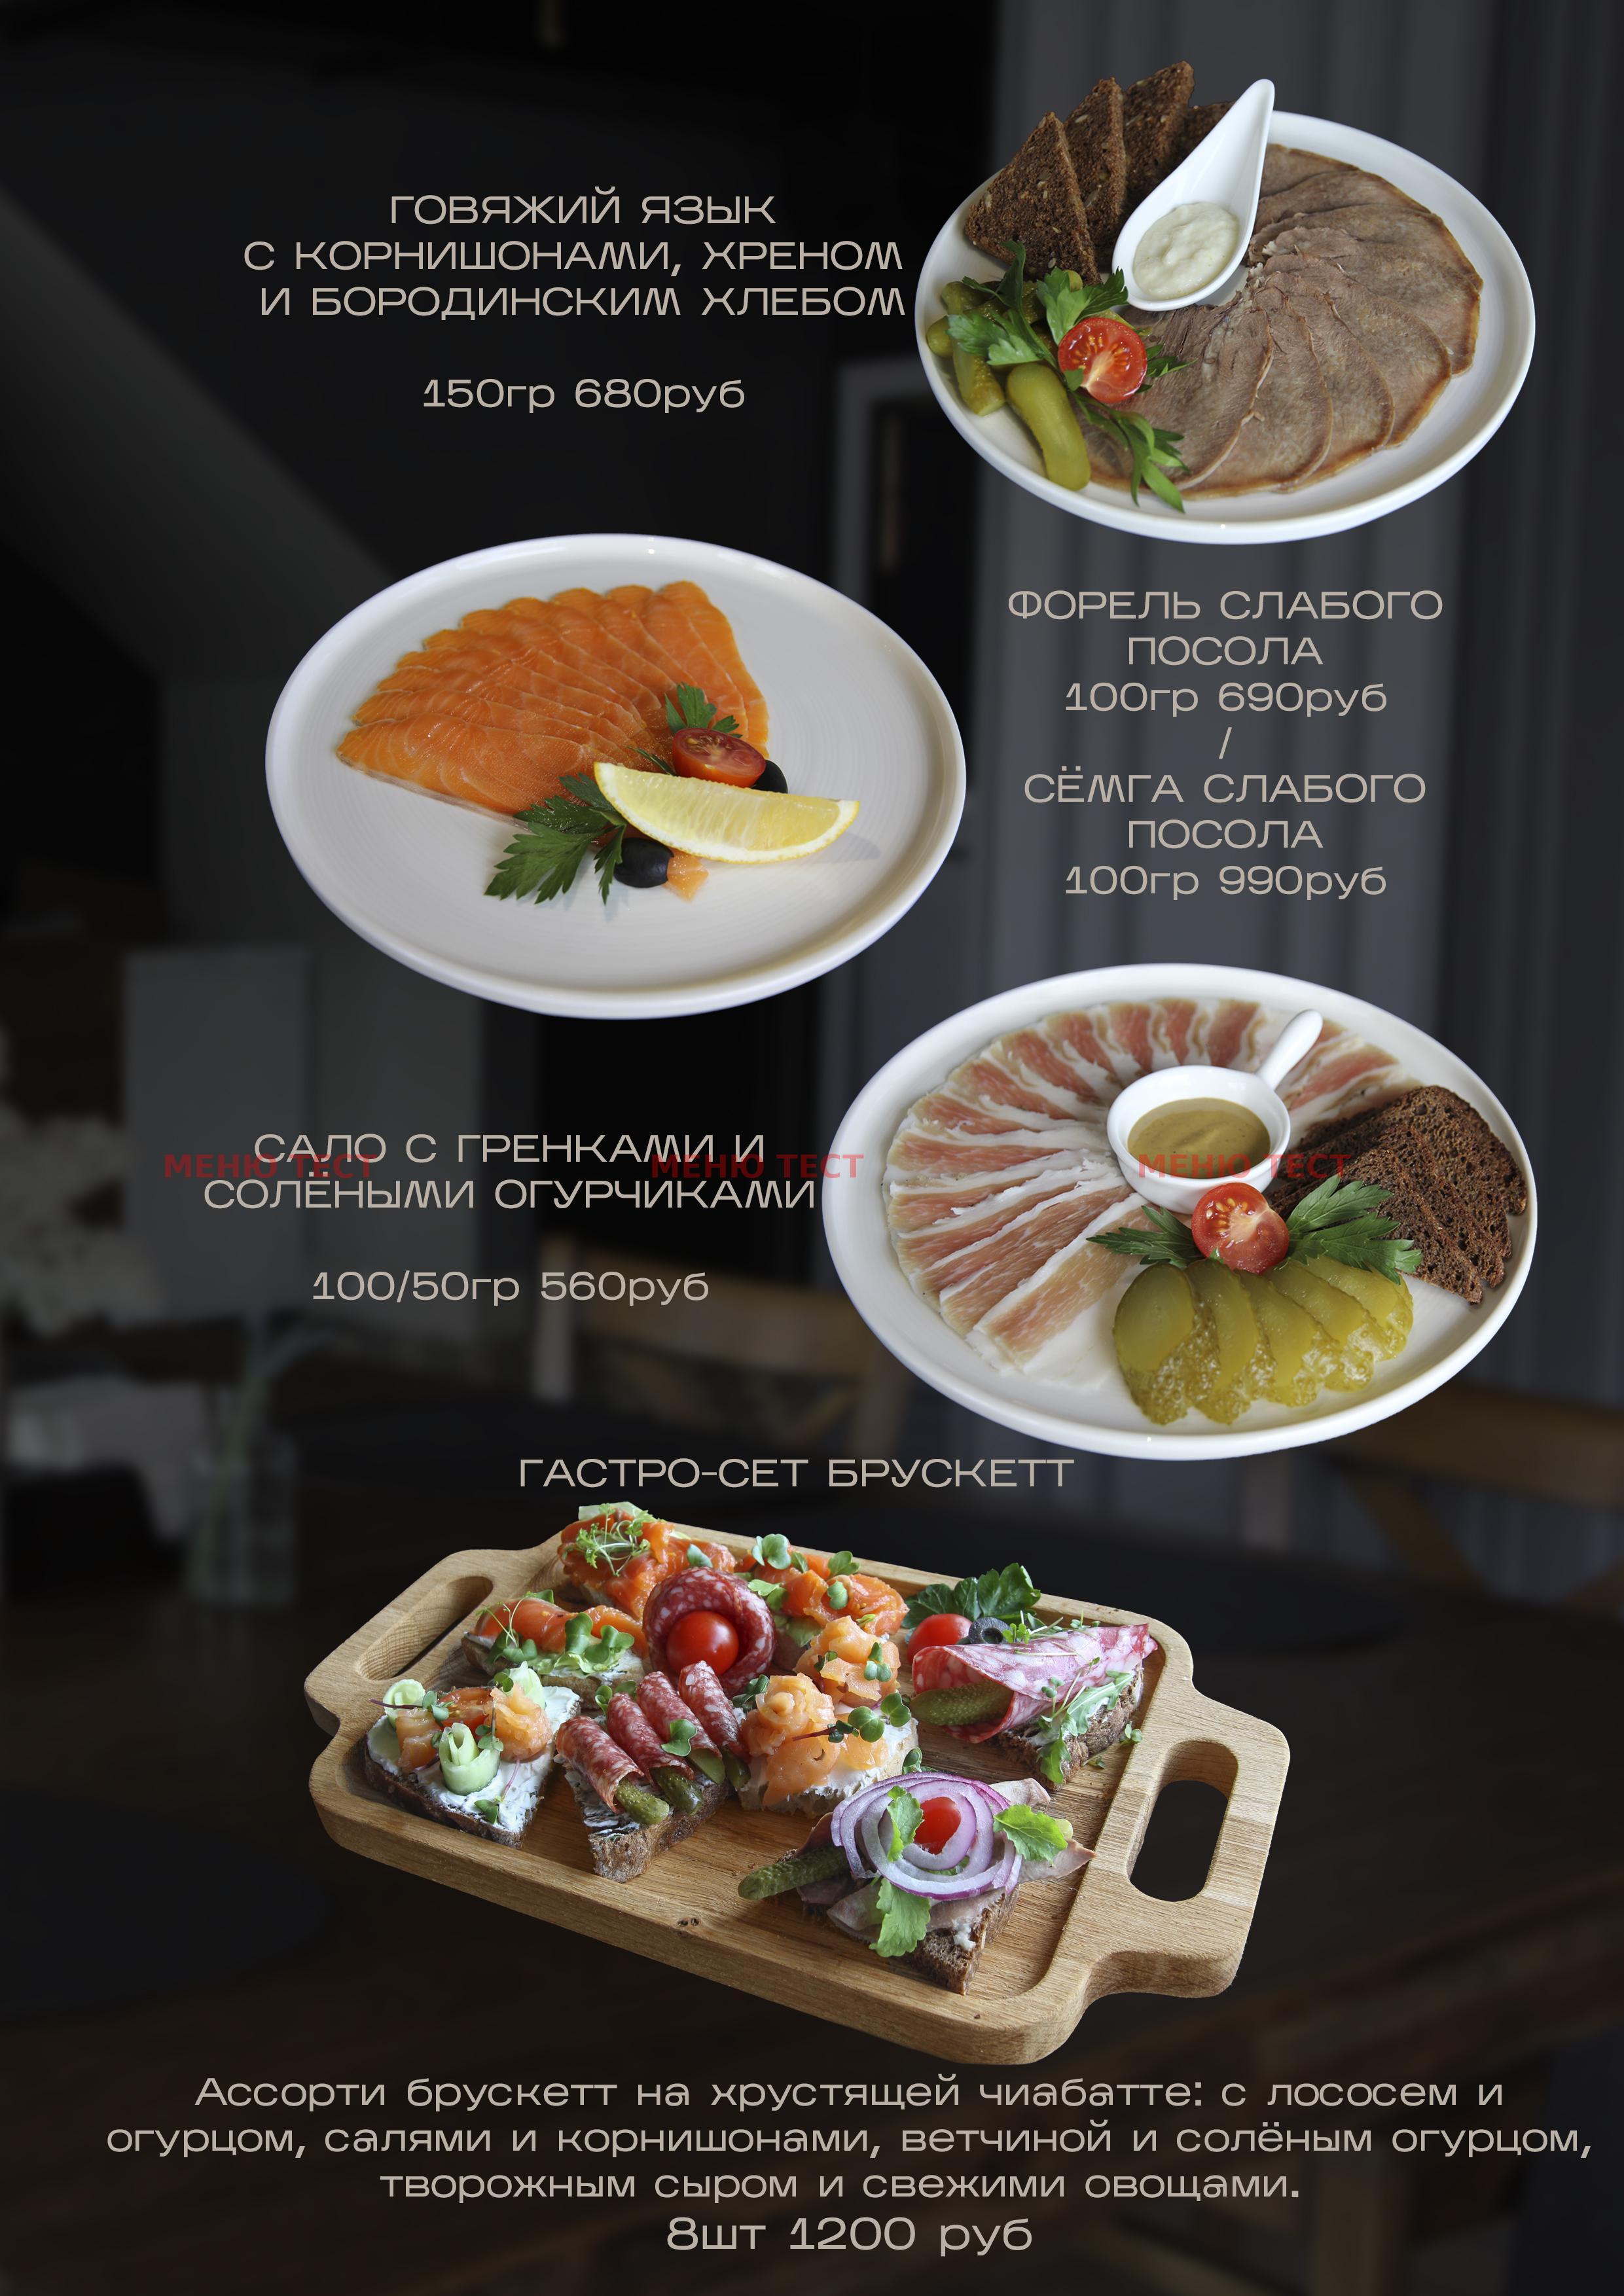 ГОВЯЖИЙ ЯЗЫК
С КОРНИШОНАМИ, ХРЕНОМ
И БОРОДИНСКИМ ХЛЕБОМ
150гр 680руб
ФОРЕЛЬ СЛАБОГО
ПОСОЛА
100гр 690руб
/
СЁМГА СЛАБОГО
ПОСОЛА
100гр 990руб
САЛО С ГРЕНКАМИ И
МЕНЮ ТЕСТ МЕНЮ ТЕСТ МЕНЮ ТЕСТ
СОЛЁНЫМИ ОГУРЧИКАМИ
100/50гр 560руб
ГАСТРО-СЕТ БРУСКЕТТ
Ассорти брускетт на хрустящей чиабатте: с лососем и
огурцом, салями и корнишонами, ветчиной и солёным огурцом,
творожным сыром и свежими овощами.
8шт 1200 руб